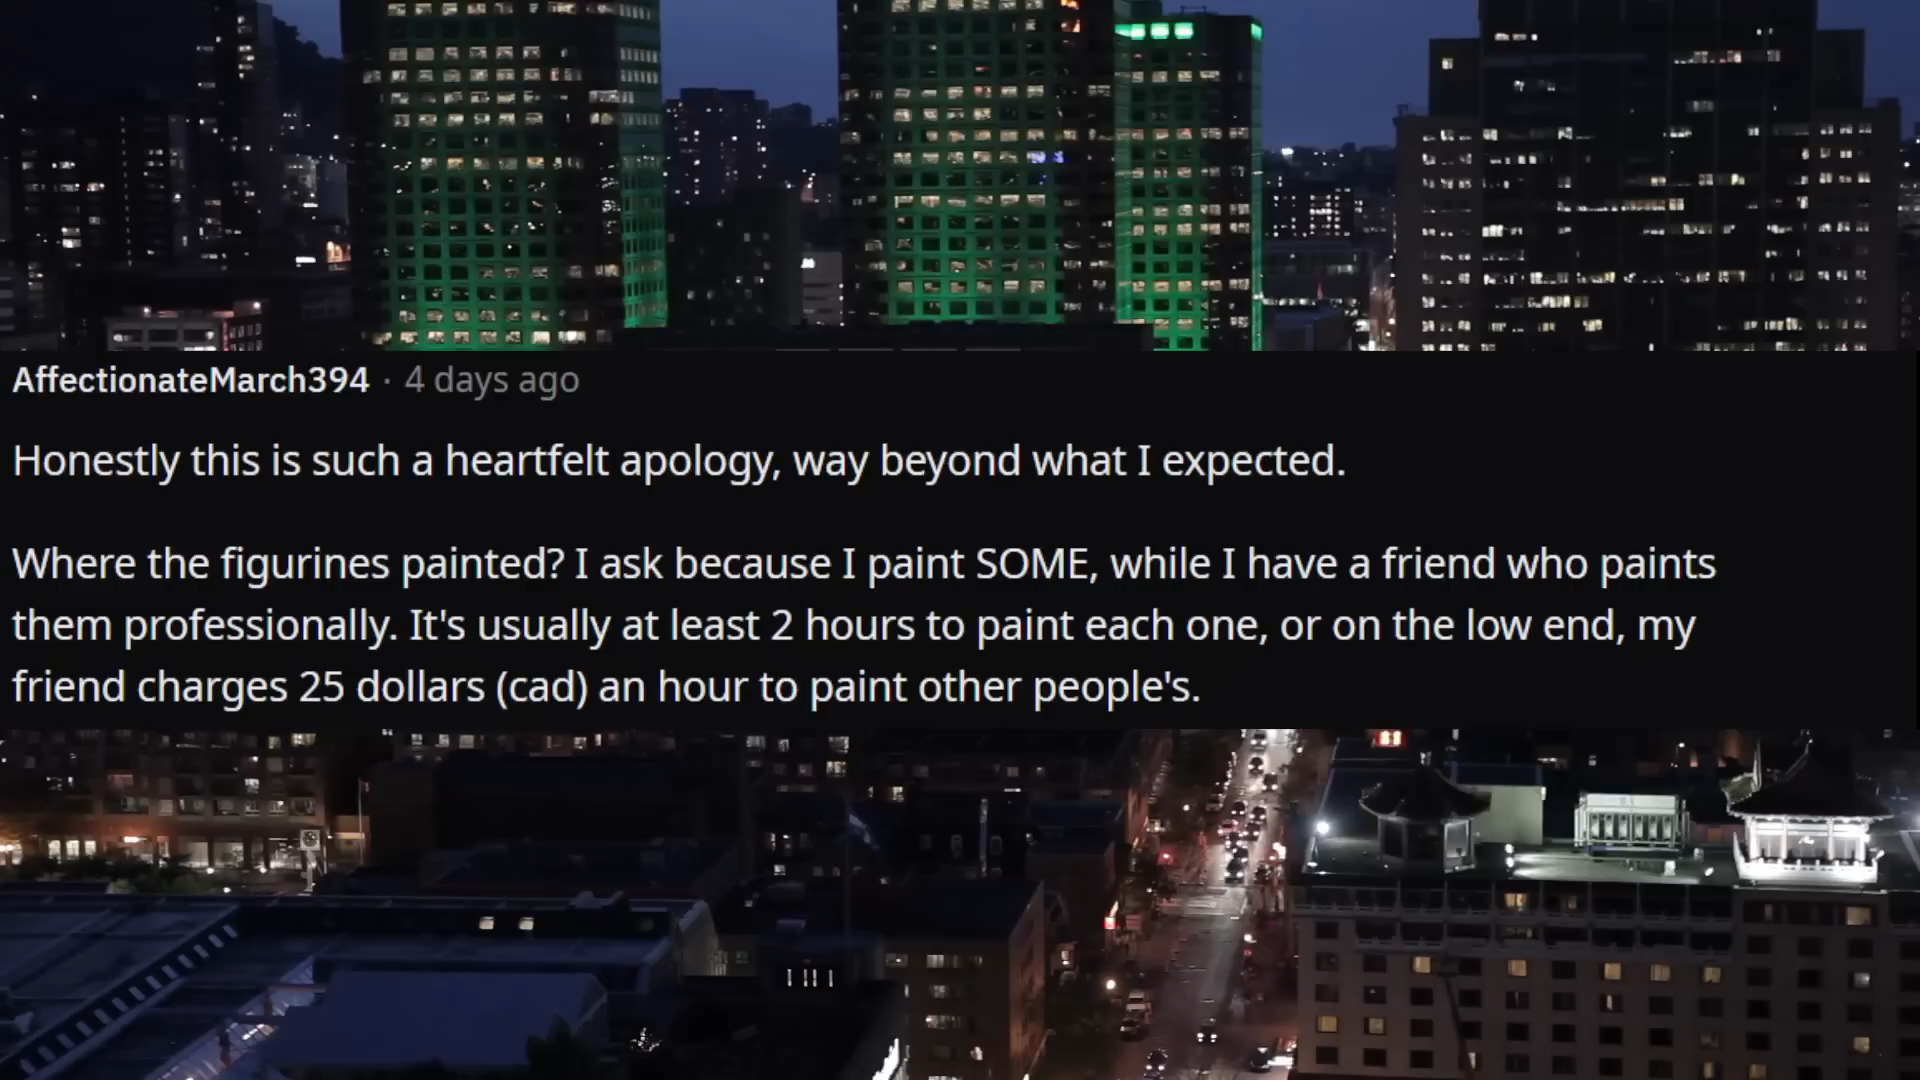 AffectionateMarch394 · 4 days ago
Honestly this is such a heartfelt apology, way beyond what I expected.
Where the figurines painted? I ask because I paint SOME, while I have a friend who paints
them professionally. It's usually at least 2 hours to paint each one, or on the low end, my
friend charges 25 dollars (cad) an hour to paint other people's.